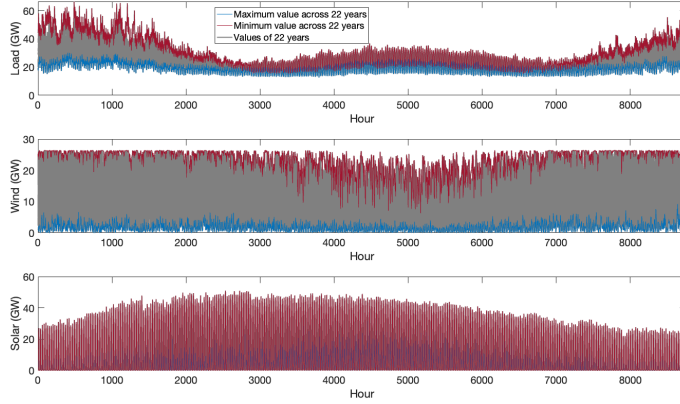 Maximum value across 22 years
Minimum value across 22 years
Values of 22 years
Load (GW)
60
40
20
0
0 1000 2000 3000 4000 5000 6000 7000 8000
Hour
Wind (GW)
30
20
10
0
0 1000 2000 3000 4000 5000 6000 7000 8000
Hour
Solar (GW)
60
40
20
0
0 1000 2000 3000 4000 5000 6000 7000 8000
Hour